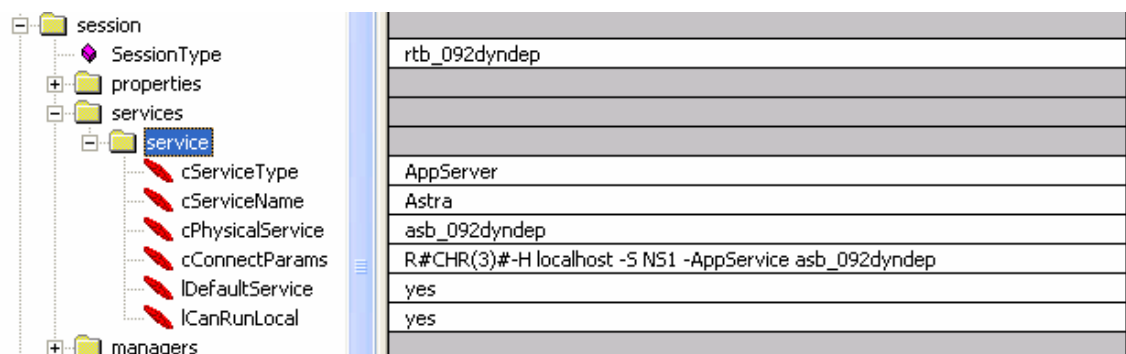 session
SessionType rtb_092dyndep
properties
services
service
cServiceType AppServer
cServiceName Astra
cPhysicalService asb_092dyndep
cConnectParams R#CHR(3)#-H localhost -S NS1 -AppService asb_092dyndep
lDefaultService yes
lCanRunLocal yes
managers